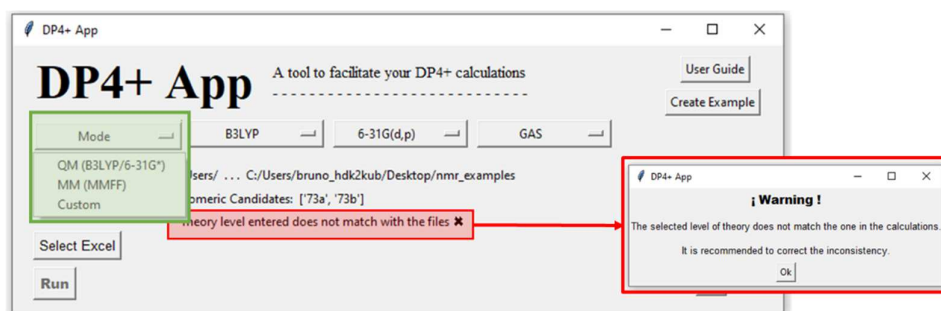 DP4+ App
DP4+ App
A tool to facilitate your DP4+ calculations
User Guide
Create Example
Mode
B3LYP
6-31G(d,p)
GAS
QM (B3LYP/6-31G*)
MM (MMFF)
Custom
/ ... C:/Users/bruno_hdk2kub/Desktop/nmr_examples
Candidates: ['73a', '73b']
level entered does not match with the files ✖
Select Excel
Run
DP4+ App
¡ Warning !
The selected level of theory does not match the one in the calculations.
It is recommended to correct the inconsistency.
Ok